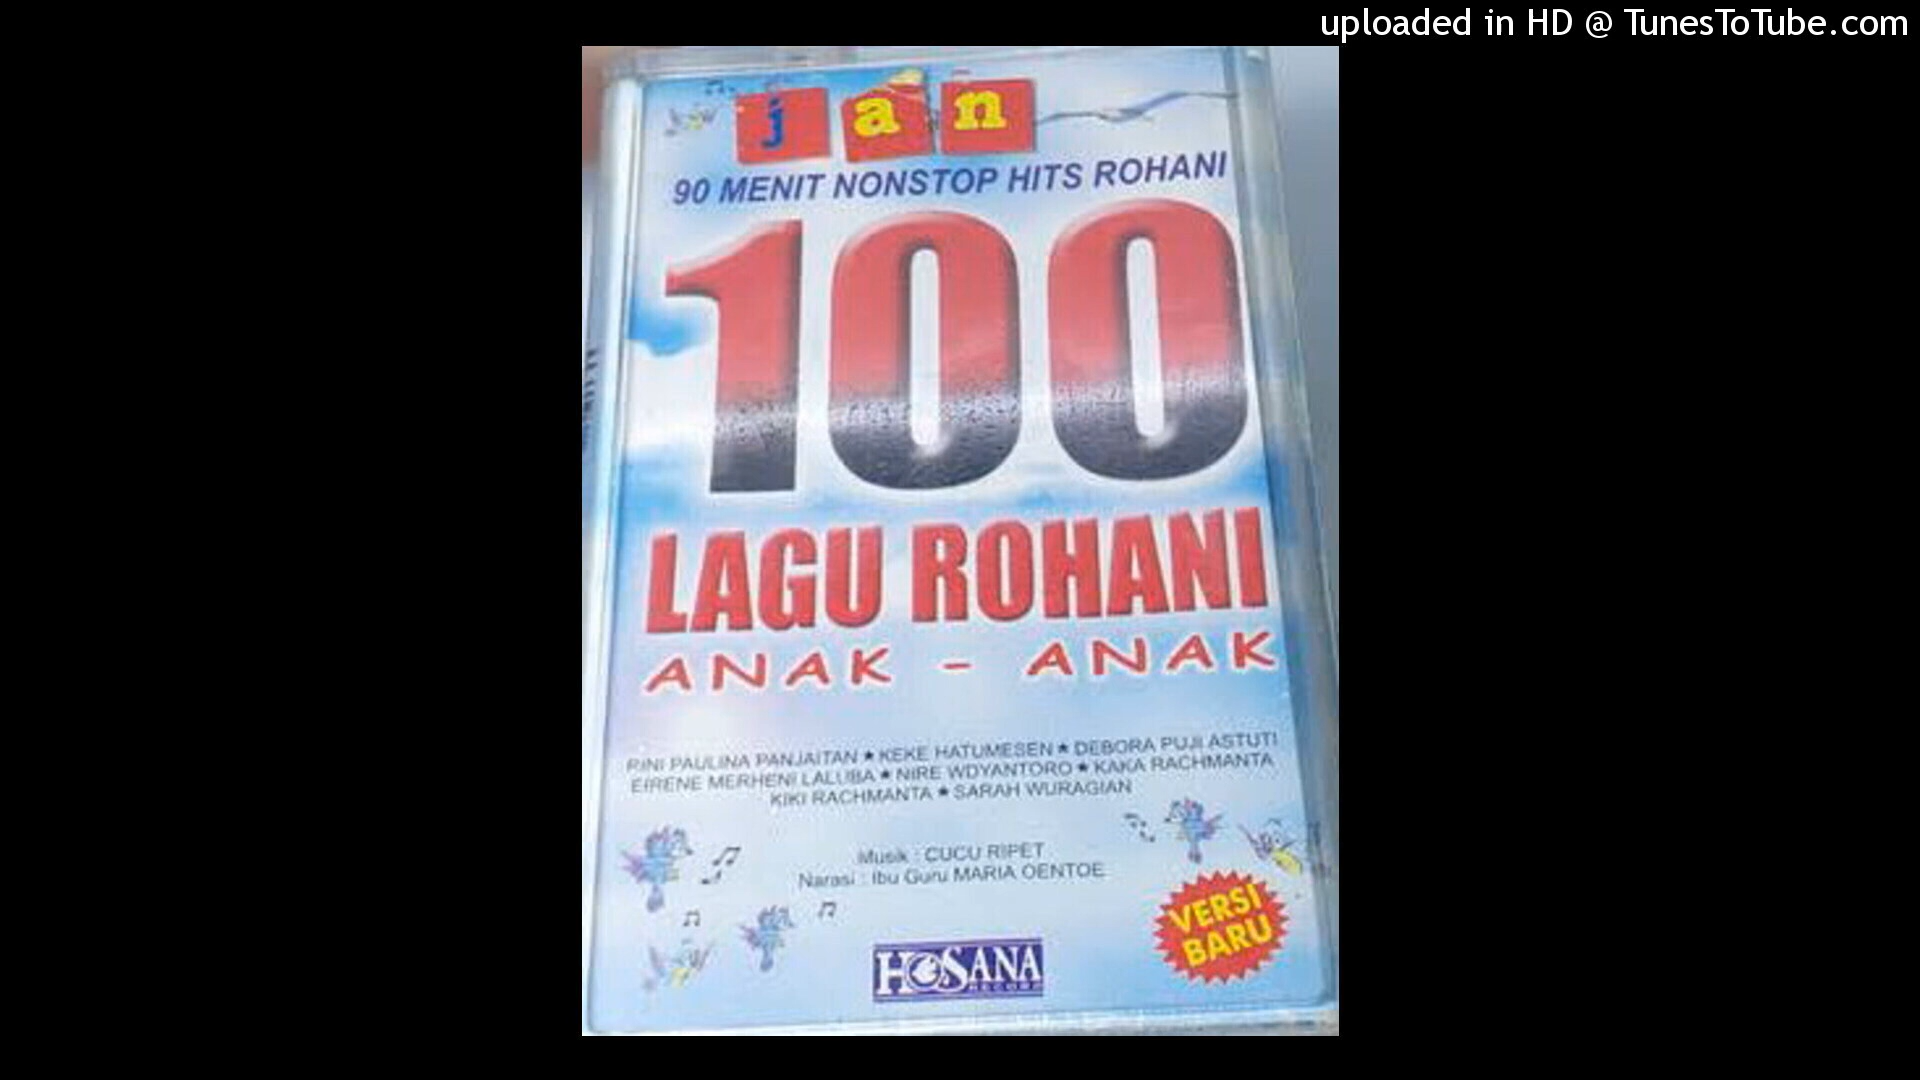 uploaded in HD @ TunesToTube.com
jan
90 MENIT NONSTOP HITS ROHANI
100
LAGU ROHANI
ANAK - ANAK
RINI PAULINA PANJAITAN ★ KEKE HATUMESEN ★ DEBORA PUJI ASTUTI
EIRENE MERHENI LALUBA ★ NIRE WDYANTORO ★ KAKA RACHMANTA
KIKI RACHMANTA ★ SARAH WURAGIAN
Musik : CUCU RIPET
Narasi : Ibu Guru MARIA OENTOE
VERSI
BARU
HOSANA
RECORD